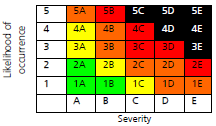 Likelihood of
occurrence
5 5A 5B 5C 5D 5E
4 4A 4B 4C 4D 4E
3 3A 3B 3C 3D 3E
2 2A 2B 2C 2D 2E
1 1A 1B 1C 1D 1E
A B C D E
Severity